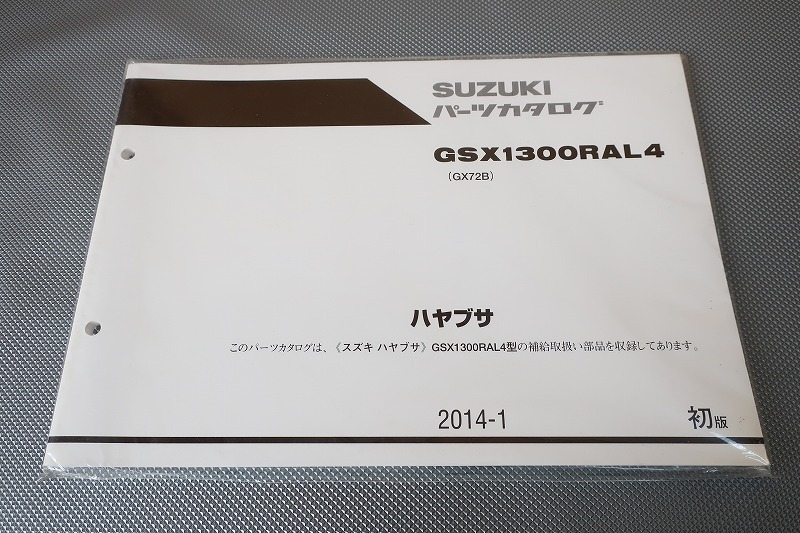 SUZUKI
パーツカタログ
GSX1300RAL4
(GX72B)
ハヤブサ
このパーツカタログは、《スズキ ハヤブサ》GSX1300RAL4型の補給取扱い部品を収録してあります。
2014-1 初版